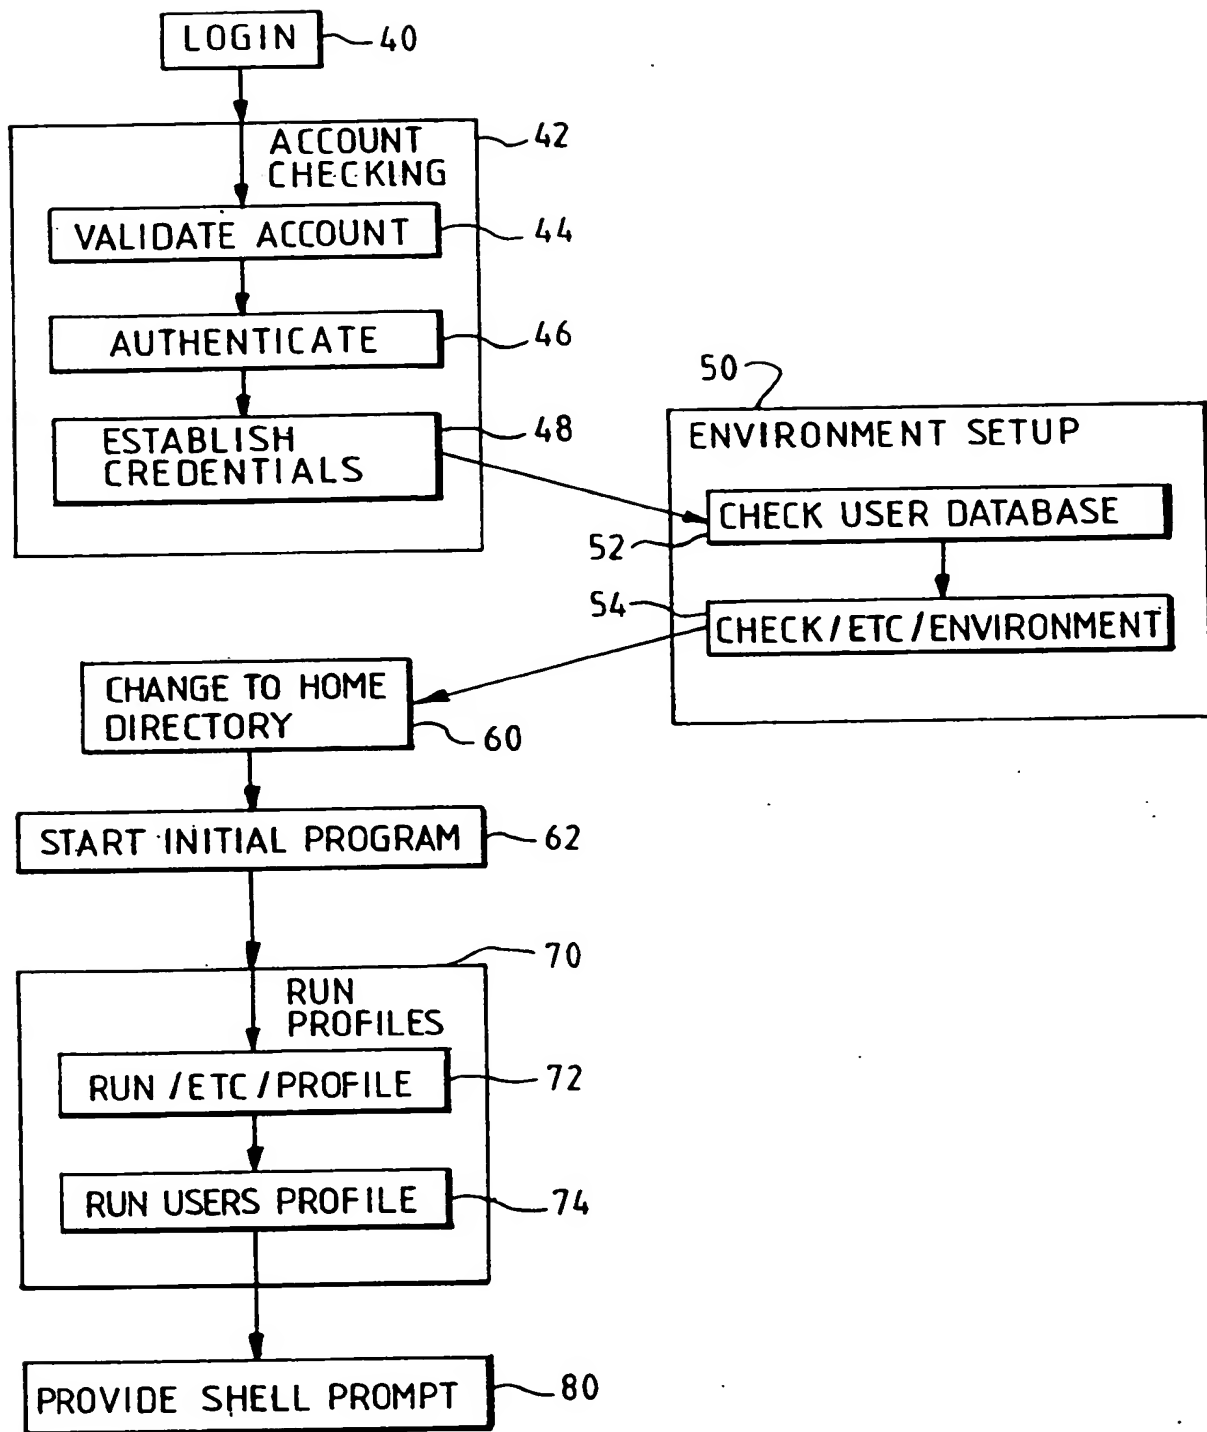 LOGIN
40
ACCOUNT
CHECKING
42
VALIDATE ACCOUNT
44
AUTHENTICATE
46
ESTABLISH
CREDENTIALS
48
50
ENVIRONMENT SETUP
CHECK USER DATABASE
52
54
CHECK/ETC/ENVIRONMENT
CHANGE TO HOME
DIRECTORY
60
START INITIAL PROGRAM
62
70
RUN
PROFILES
RUN /ETC/PROFILE
72
RUN USERS PROFILE
74
PROVIDE SHELL PROMPT
80